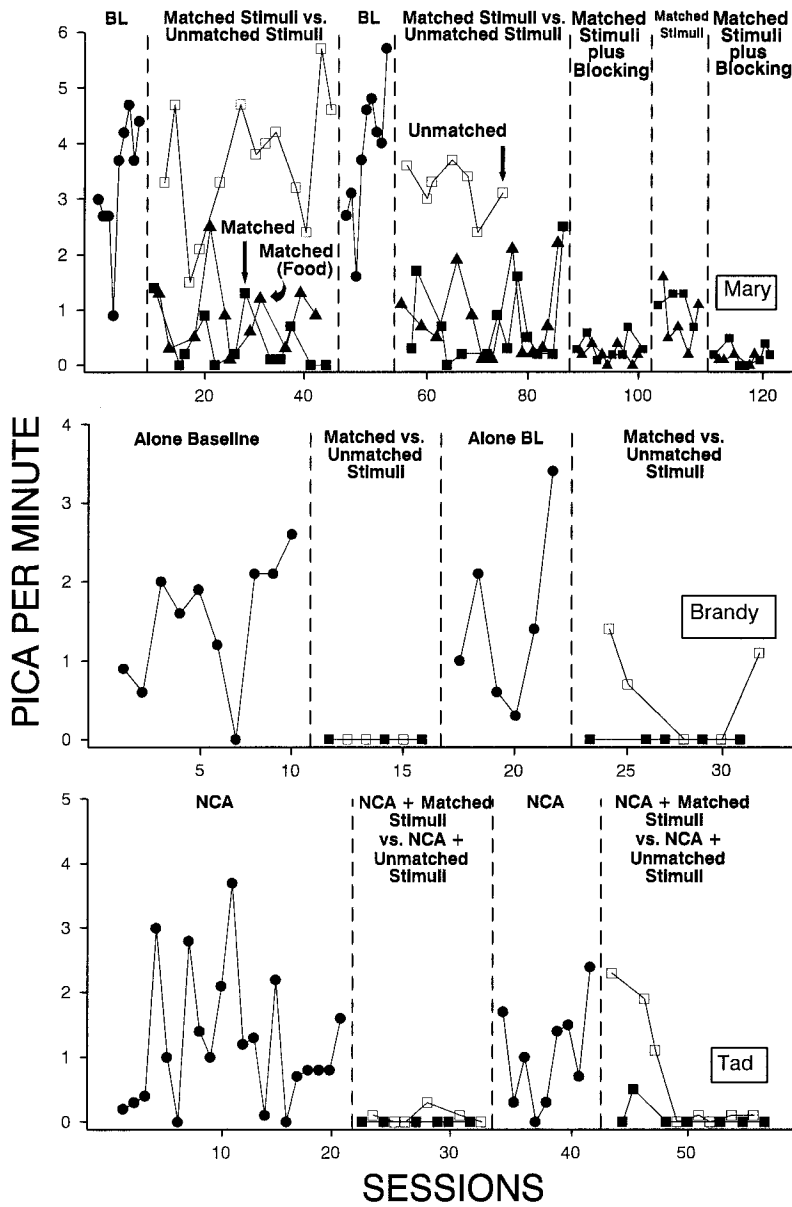 BL
Matched Stimuli vs.
Unmatched Stimuli
BL
Matched Stimuli vs.
Unmatched Stimuli
Matched
Stimuli
plus
Blocking
Matched
Stimuli
Matched
Stimuli
plus
Blocking
6
5
4
3
2
1
0
Unmatched
Matched
Matched
(Food)
Mary
20
40
60
80
100
120
PICA PER MINUTE
Alone Baseline
Matched vs.
Unmatched
Stimuli
Alone BL
Matched vs.
Unmatched
Stimuli
4
3
2
1
0
Brandy
5
10
15
20
25
30
NCA
NCA + Matched
Stimuli
vs. NCA +
Unmatched
Stimuli
NCA
NCA + Matched
Stimuli
vs. NCA +
Unmatched
Stimuli
5
4
3
2
1
0
Tad
10
20
30
40
50
SESSIONS